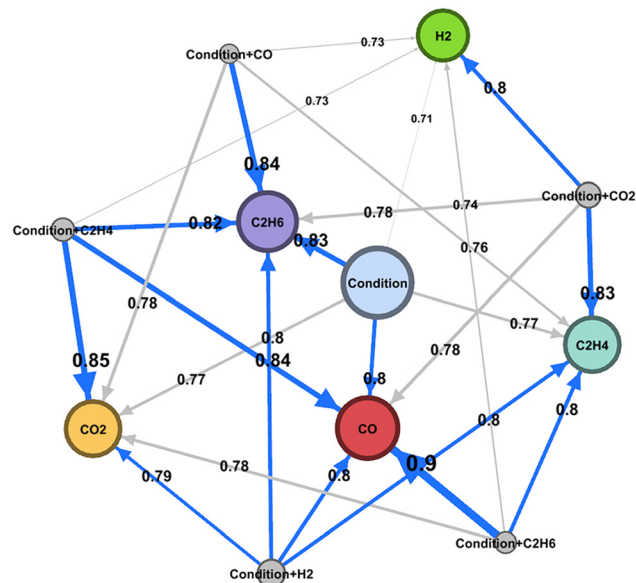 H2
Condition+CO
0.73
0.8
0.73
0.71
0.84
Condition+CO2
0.78
0.74
C2H6
0.82
Condition+C2H4
0.83
0.76
Condition
0.83
0.78
0.77
0.8
C2H4
0.78
0.85
0.84
0.77
0.8
0.8
0.8
CO2
CO
0.9
0.78
0.79
0.8
Condition+C2H6
Condition+H2